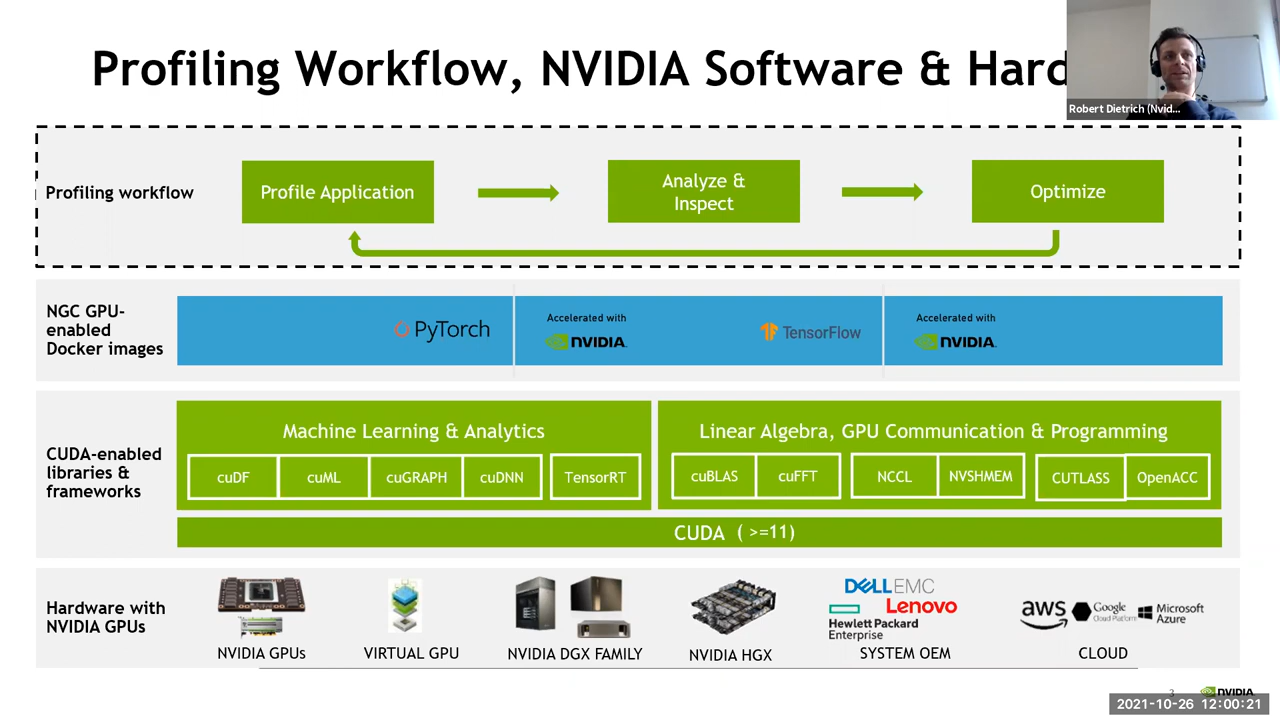 Profiling Workflow, NVIDIA Software & Hard
Robert Dietrich (Nvid...
Profiling workflow
Profile Application
Analyze &
Inspect
Optimize
NGC GPU-
enabled
Docker images
PyTorch
Accelerated with
NVIDIA.
TensorFlow
Accelerated with
NVIDIA.
CUDA-enabled
libraries &
frameworks
Machine Learning & Analytics
cuDF
cuML
cuGRAPH
cuDNN
TensorRT
Linear Algebra, GPU Communication & Programming
cuBLAS
cuFFT
NCCL
NVSHMEM
CUTLASS
OpenACC
CUDA ( >=11)
Hardware with
NVIDIA GPUs
NVIDIA GPUs
VIRTUAL GPU
NVIDIA DGX FAMILY
NVIDIA HGX
DELL EMC
Hewlett Packard
Enterprise
Lenovo
SYSTEM OEM
aws
Google
Cloud Platform
Microsoft
Azure
CLOUD
3
NVIDIA.
2021-10-26 12:00:21